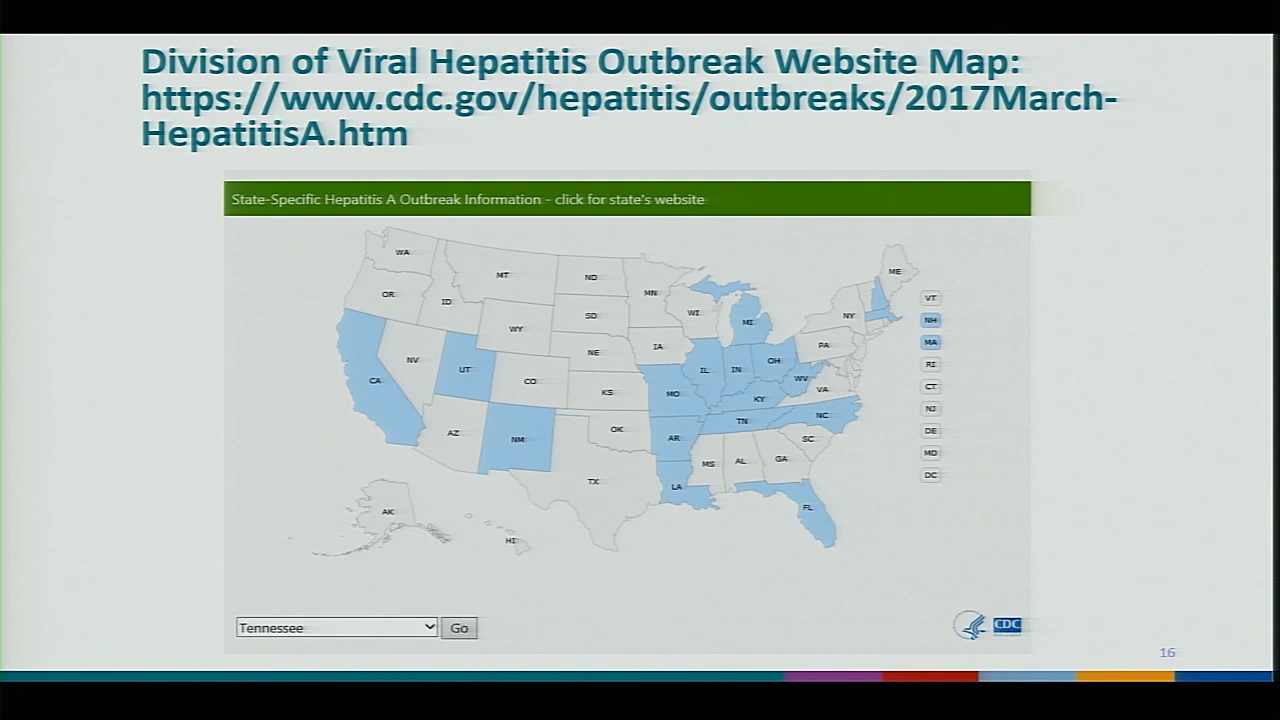 Division of Viral Hepatitis Outbreak Website Map:
https://www.cdc.gov/hepatitis/outbreaks/2017March-
HepatitisA.htm
State-Specific Hepatitis A Outbreak Information - click for state's website
WA
MT
ND
MN
ME
OR
ID
SD
WI
MI
NY
VT
WY
NH
NV
UT
NE
IA
PA
MA
CO
IL
IN
OH
RI
CA
KS
MO
WV
VA
CT
KY
NJ
AZ
NM
OK
AR
TN
NC
DE
SC
MD
MS
AL
GA
DC
TX
LA
FL
AK
HI
Tennessee
Go
CDC
16